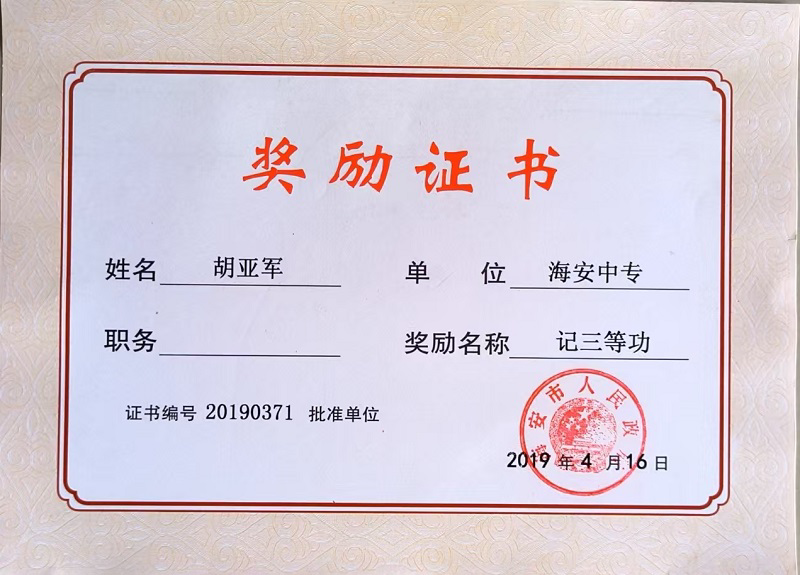 奖励证书
姓名 胡亚军 单位 海安中专
职务 奖励名称 记三等功
证书编号 20190371 批准单位
安市人民政
2019 年 4 月 16 日